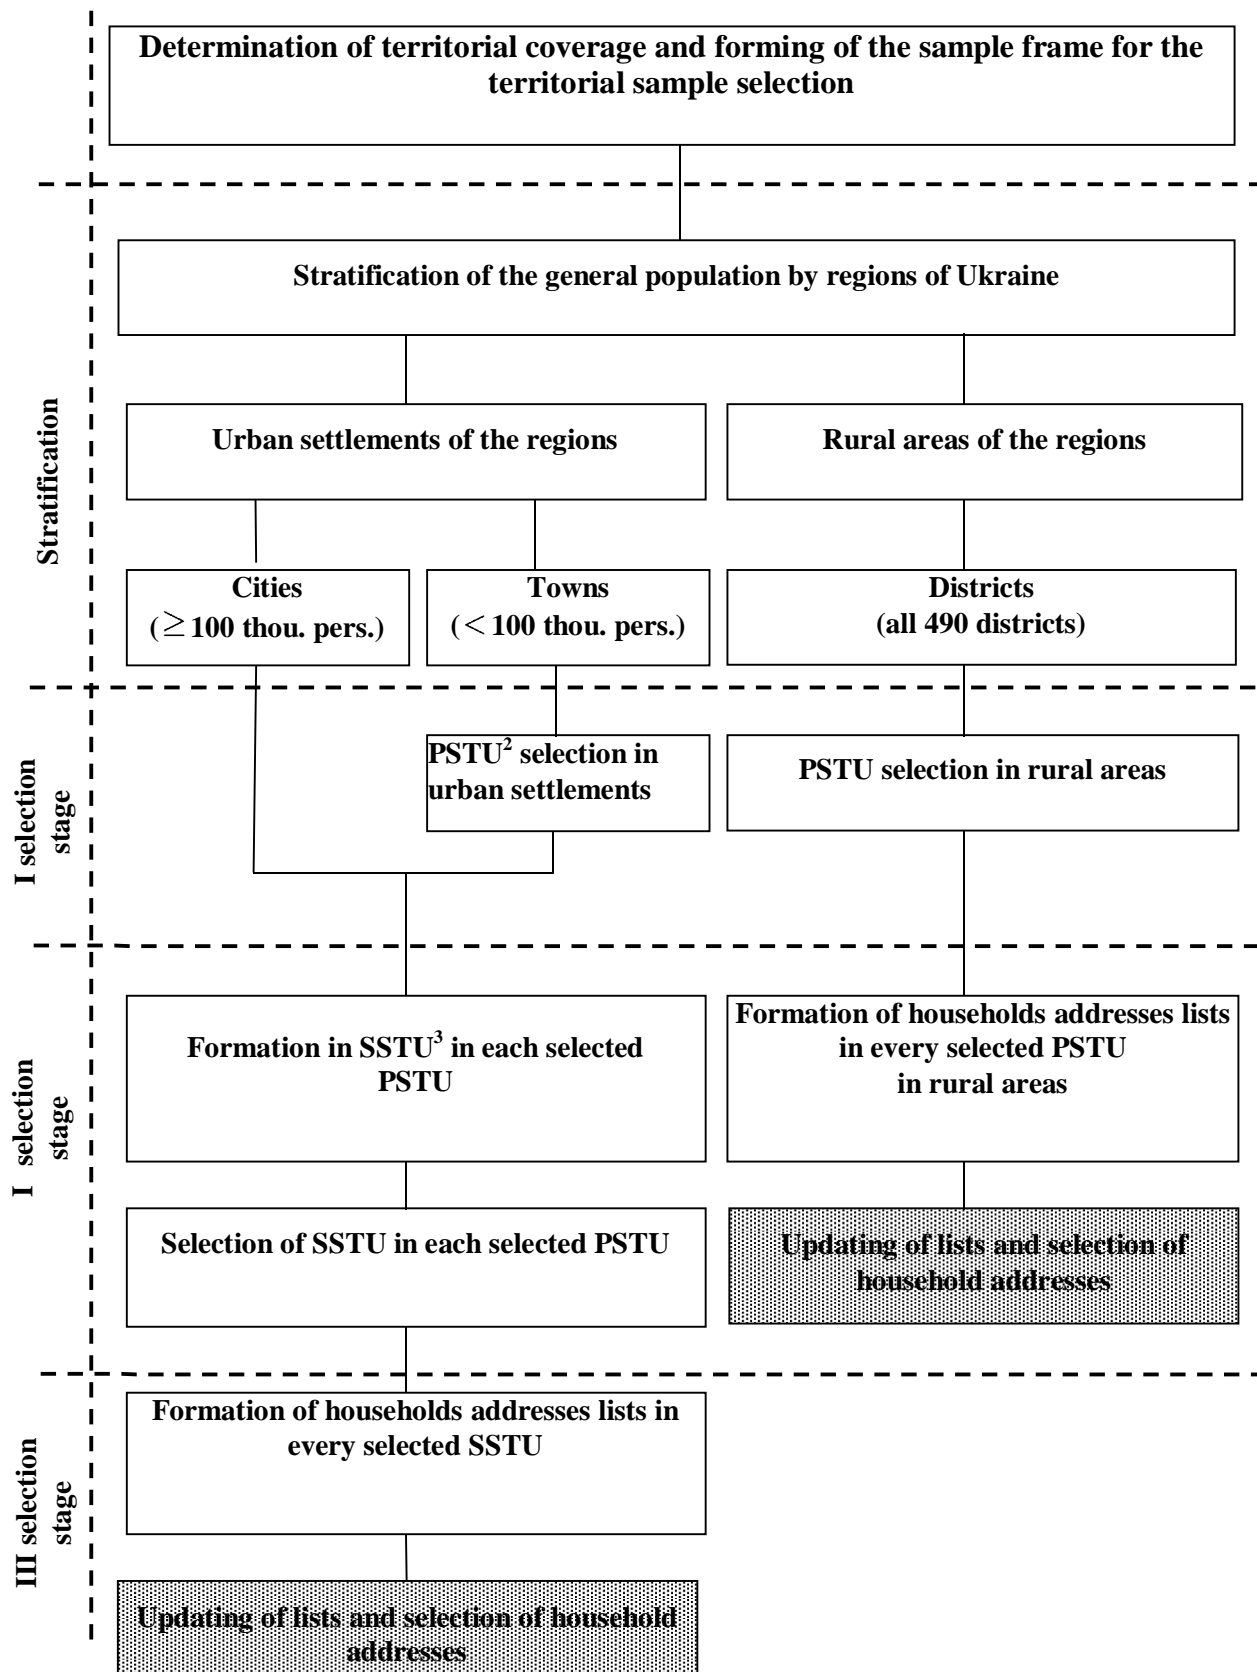 Determination of territorial coverage and forming of the sample frame for the
territorial sample selection
Stratification
Stratification of the general population by regions of Ukraine
Urban settlements of the regions
Rural areas of the regions
Cities
(≥100 thou. pers.)
Towns
(<100 thou. pers.)
Districts
(all 490 districts)
I selection
stage
PSTU² selection in
urban settlements
PSTU selection in rural areas
I selection
stage
Formation in SSTU³ in each selected
PSTU
Formation of households addresses lists
in every selected PSTU
in rural areas
Selection of SSTU in each selected PSTU
Updating of lists and selection of
household addresses
III selection
stage
Formation of households addresses lists in
every selected SSTU
Updating of lists and selection of household
addresses